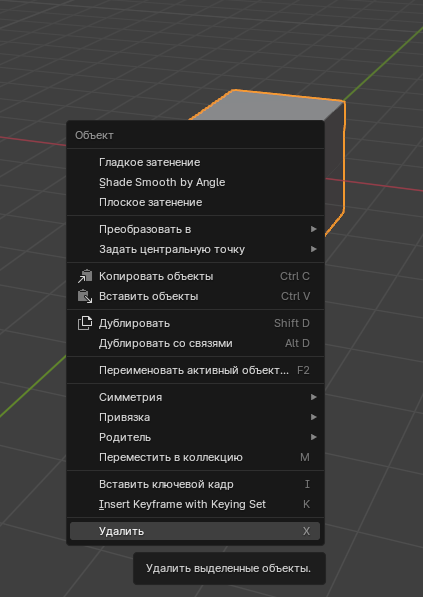 Объект
Гладкое затенение
Shade Smooth by Angle
Плоское затенение
Преобразовать в
Задать центральную точку
Копировать объекты Ctrl C
Вставить объекты Ctrl V
Дублировать Shift D
Дублировать со связями Alt D
Переименовать активный объект... F2
Симметрия
Привязка
Родитель
Переместить в коллекцию M
Вставить ключевой кадр I
Insert Keyframe with Keying Set K
Удалить X
Удалить выделенные объекты.